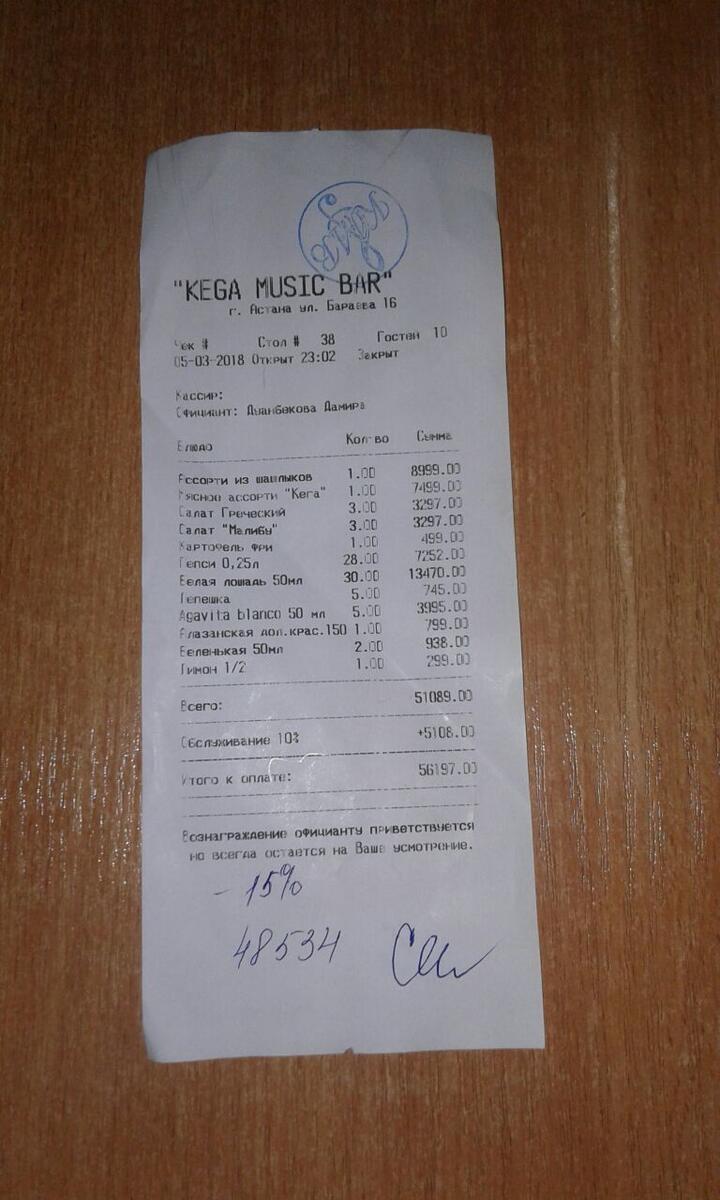 "KEGA MUSIC BAR"
г. Астана ул. Бараева 16
Чек # Стол # 38 Гостей 10
05-03-2018 Открыт 23:02 Закрыт
Кассир:
Официант: Дуанбекова Дамира
Блюдо Кол-во Сумма
Ассорти из шашлыков 1.00 8999.00
Мясное ассорти "Кега" 1.00 7499.00
Салат Греческий 3.00 3297.00
Салат "Малибу" 3.00 3297.00
Картофель фри 1.00 499.00
Пепси 0,25л 28.00 7252.00
Белая лошадь 50мл 30.00 13470.00
Лепешка 5.00 745.00
Agavita blanco 50 мл 5.00 3995.00
Алазанская дол.крас.150 1.00 799.00
Беленькая 50мл 2.00 938.00
Лимон 1/2 1.00 299.00
Всего: 51089.00
Обслуживание 10% +5108.00
Итого к оплате: 56197.00
Вознаграждение официанту приветствуется
но всегда остается на Ваше усмотрение.
- 15%
48534